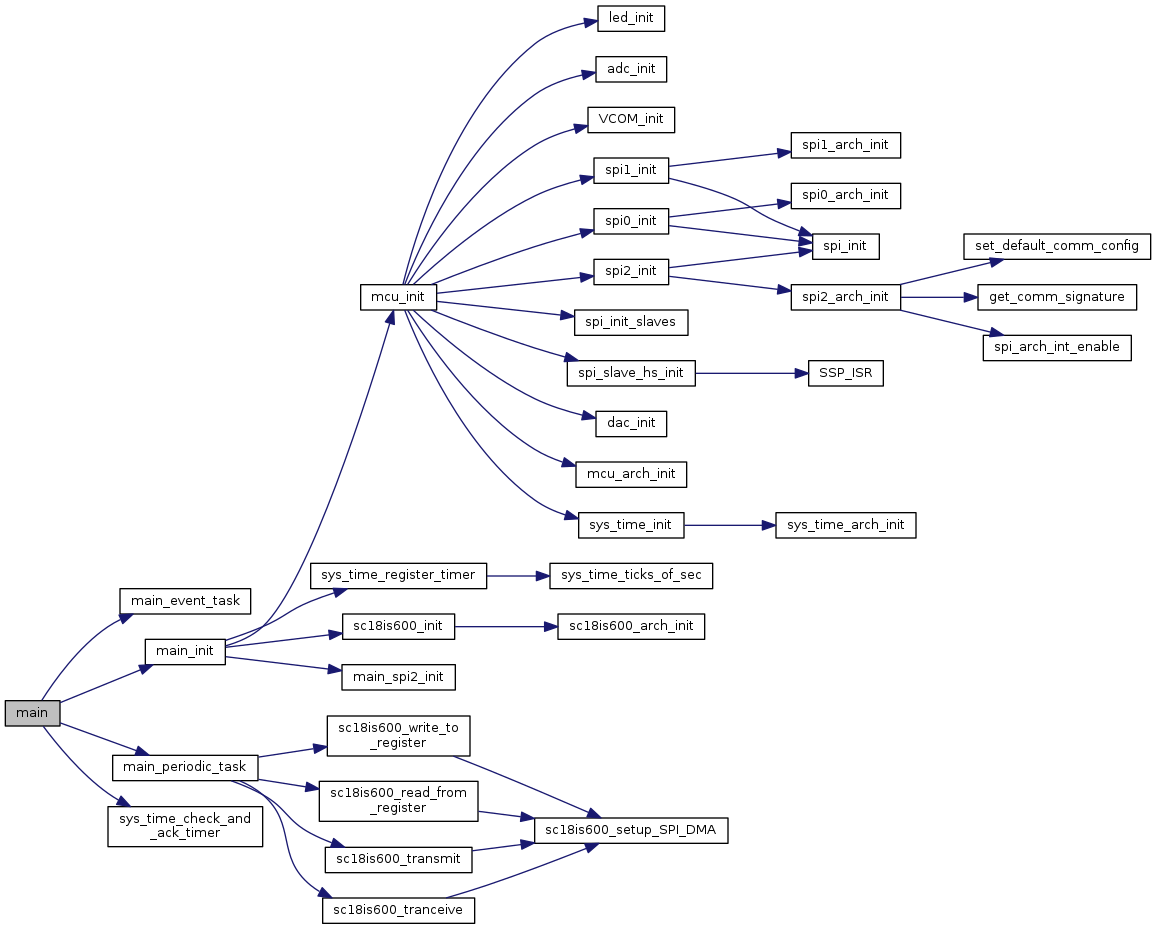 led_init
adc_init
VCOM_init
spi1_arch_init
spi1_init
spi0_arch_init
spi0_init
spi_init
set_default_comm_config
spi2_init
mcu_init
spi2_arch_init
get_comm_signature
spi_init_slaves
spi_arch_int_enable
spi_slave_hs_init
SSP_ISR
dac_init
mcu_arch_init
sys_time_init
sys_time_arch_init
sys_time_register_timer
sys_time_ticks_of_sec
main_event_task
sc18is600_init
sc18is600_arch_init
main_init
main_spi2_init
main
sc18is600_write_to
_register
main_periodic_task
sc18is600_read_from
_register
sys_time_check_and
_ack_timer
sc18is600_setup_SPI_DMA
sc18is600_transmit
sc18is600_tranceive